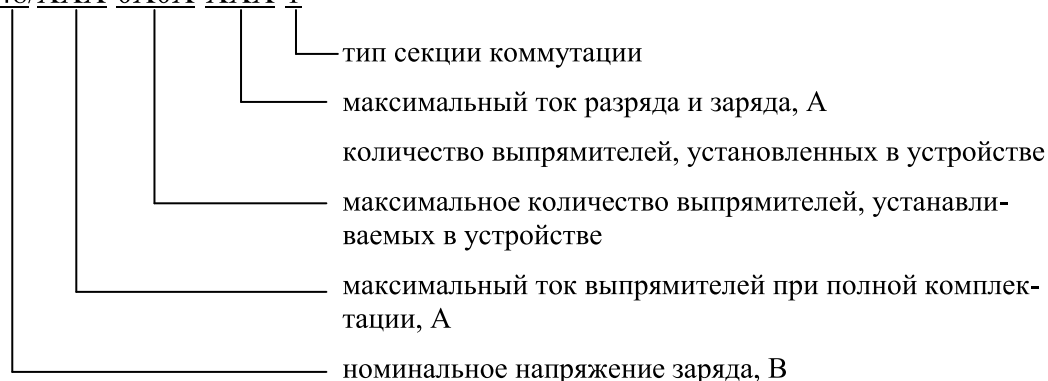 тип секции коммутации
максимальный ток разряда и заряда, А
количество выпрямителей, установленных в устройстве
максимальное количество выпрямителей, устанавли-
ваемых в устройстве
максимальный ток выпрямителей при полной комплек-
тации, А
номинальное напряжение заряда, В